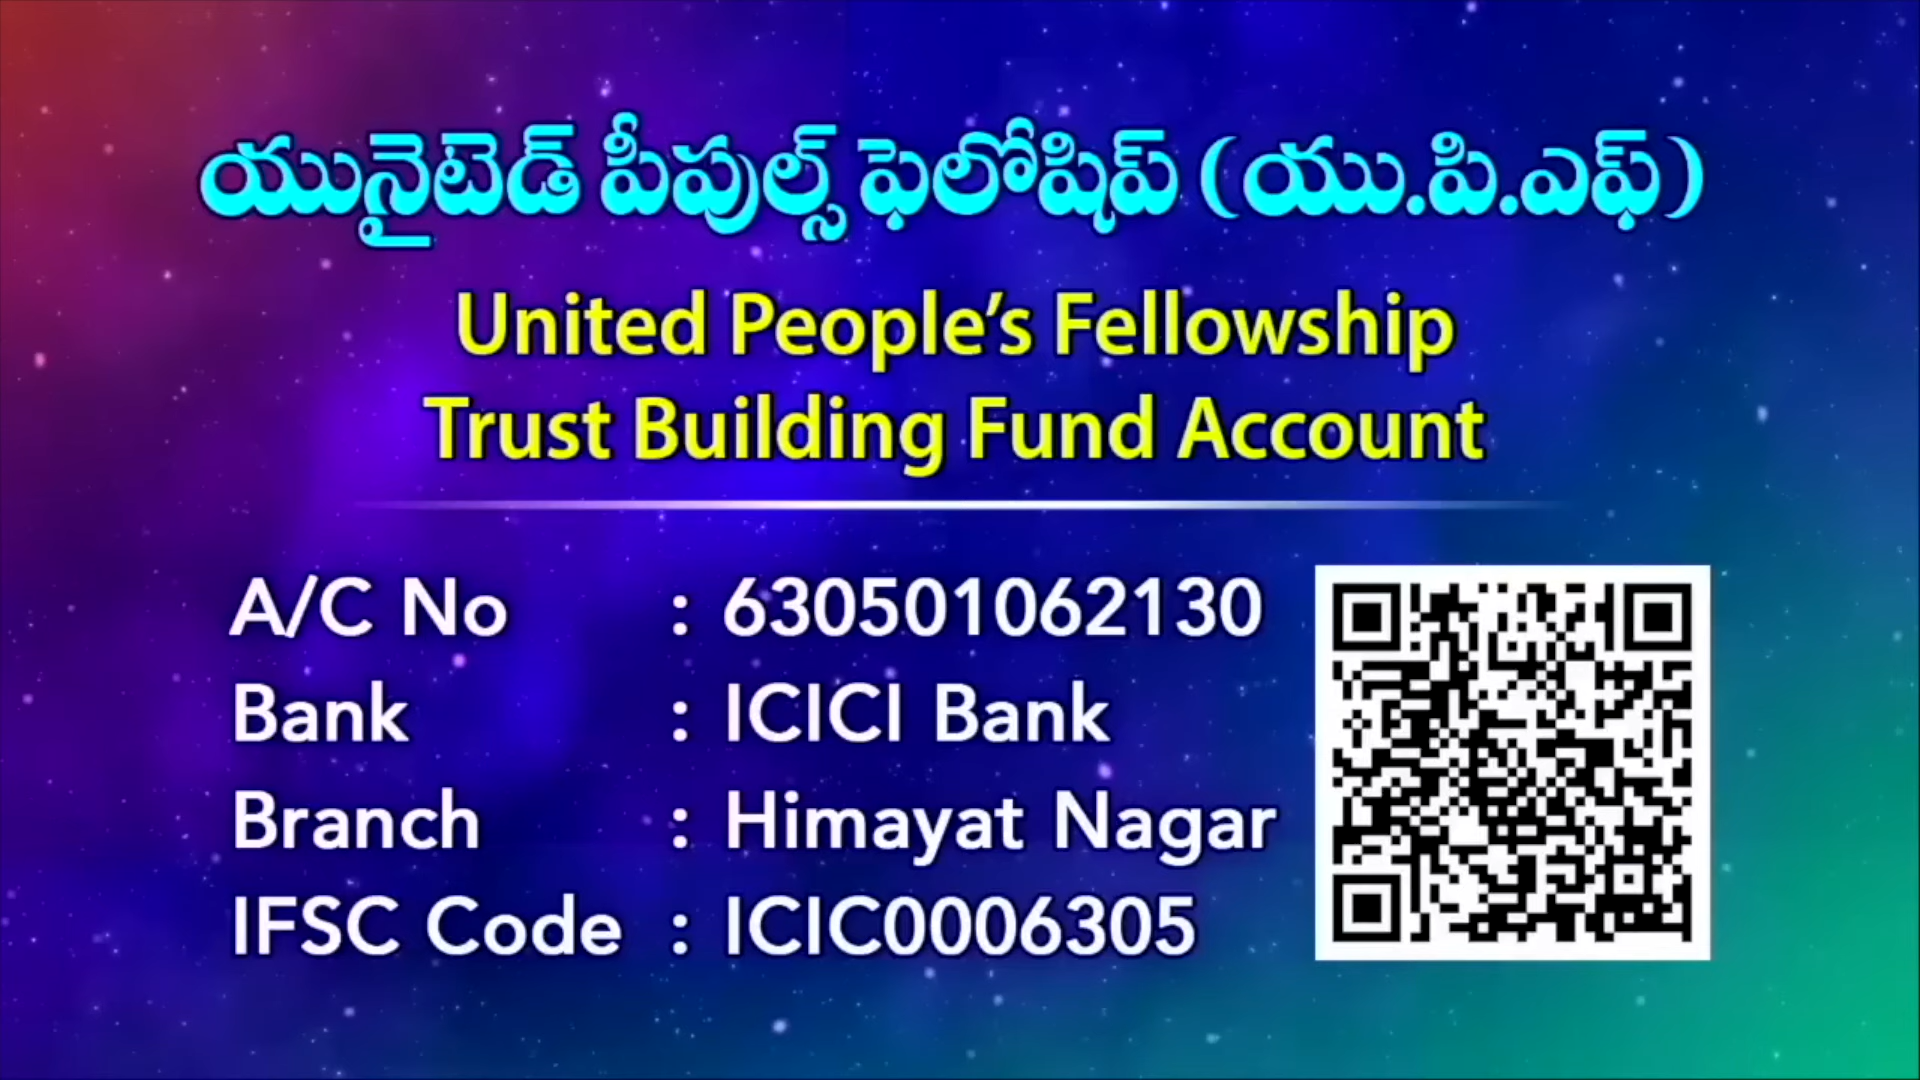 యునైటెడ్ పీపుల్స్ ఫెలోషిప్ (యు.పి.ఎఫ్)
United People’s Fellowship
Trust Building Fund Account
A/C No : 630501062130
Bank : ICICI Bank
Branch : Himayat Nagar
IFSC Code : ICIC0006305